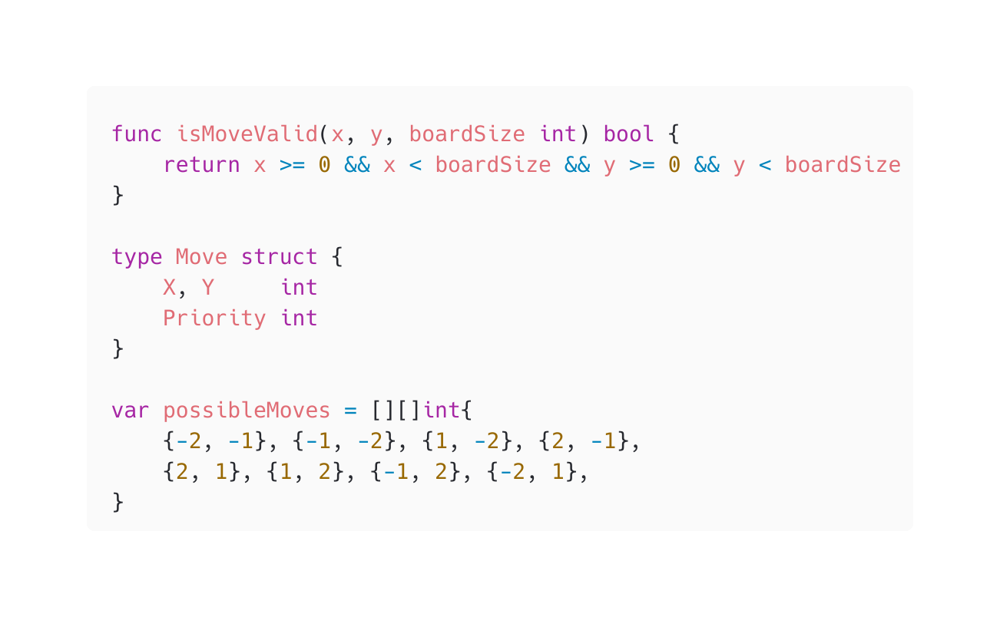 func isMoveValid(x, y, boardSize int) bool {
    return x >= 0 && x < boardSize && y >= 0 && y < boardSize
}

type Move struct {
    X, Y     int
    Priority int
}

var possibleMoves = [][]int{
    {-2, -1}, {-1, -2}, {1, -2}, {2, -1},
    {2, 1}, {1, 2}, {-1, 2}, {-2, 1},
}